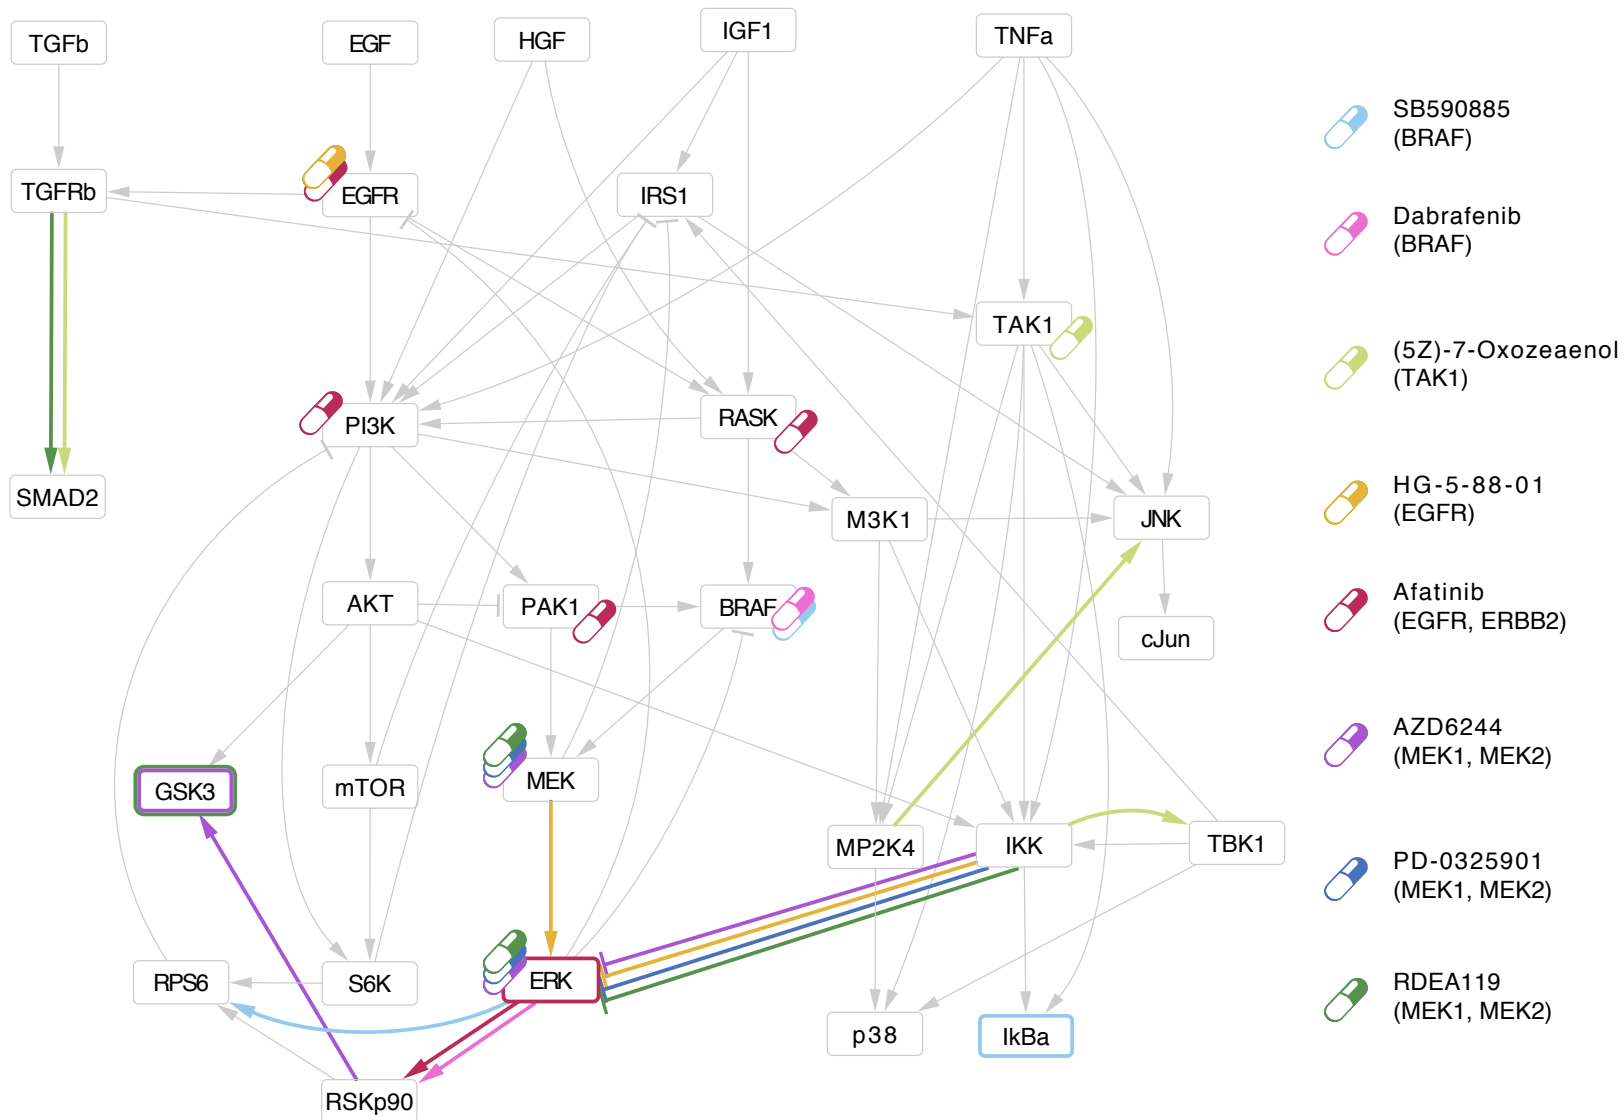 TGFb
EGF
HGF
IGF1
TNFa
SB590885
(BRAF)
TGFRb
EGFR
IRS1
Dabrafenib
(BRAF)
TAK1
(5Z)-7-Oxozeaenol
(TAK1)
PI3K
RASK
SMAD2
M3K1
JNK
HG-5-88-01
(EGFR)
AKT
PAK1
BRAF
cJun
Afatinib
(EGFR, ERBB2)
GSK3
mTOR
MEK
AZD6244
(MEK1, MEK2)
MP2K4
IKK
TBK1
PD-0325901
(MEK1, MEK2)
RPS6
S6K
ERK
p38
IkBa
RDEA119
(MEK1, MEK2)
RSKp90